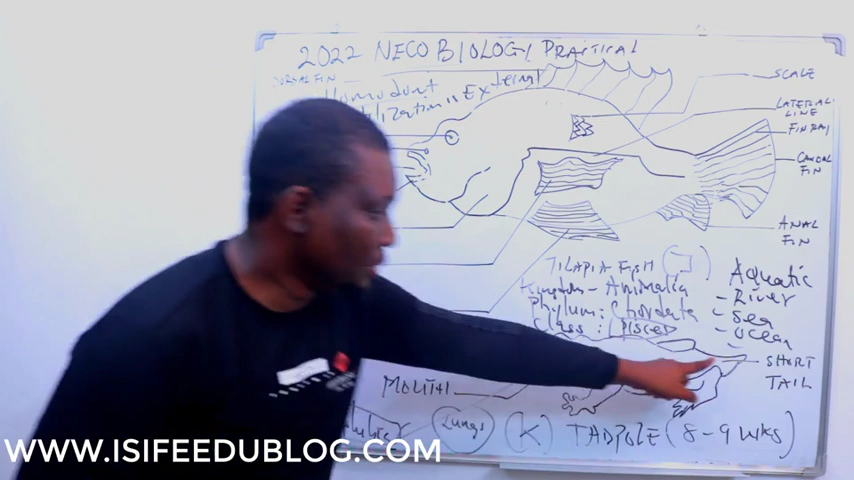 2022 NECO BIOLOGY PRACTICAL
DORSAL FIN
Homodont
is External
SCALE
LATERAL
LINE
FIN RAY
CAUDAL
FIN
ANAL
FIN
TILAPIA FISH
Kingdom - Animalia
Phylum: Chordata
Class: Pisces
Aquatic
- River
- Sea
- Ocean
SHORT
TAIL
MOUTH
Lungs
(K) TADPOLE (8-9 wks)
WWW.ISIFEEDUBLOG.COM